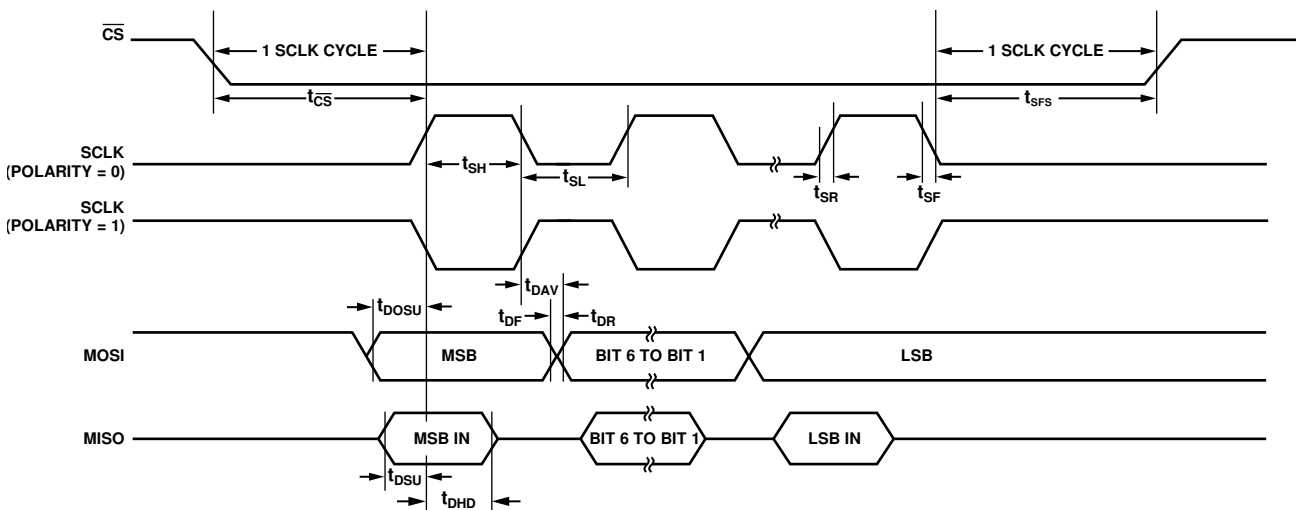 CS
1 SCLK CYCLE
1 SCLK CYCLE
tCS
tSFS
SCLK
(POLARITY = 0)
tSH
tSL
tSR
tSF
SCLK
(POLARITY = 1)
tDAV
tDOSU
tDF
tDR
MOSI
MSB
BIT 6 TO BIT 1
LSB
MISO
MSB IN
BIT 6 TO BIT 1
LSB IN
tDSU
tDHD